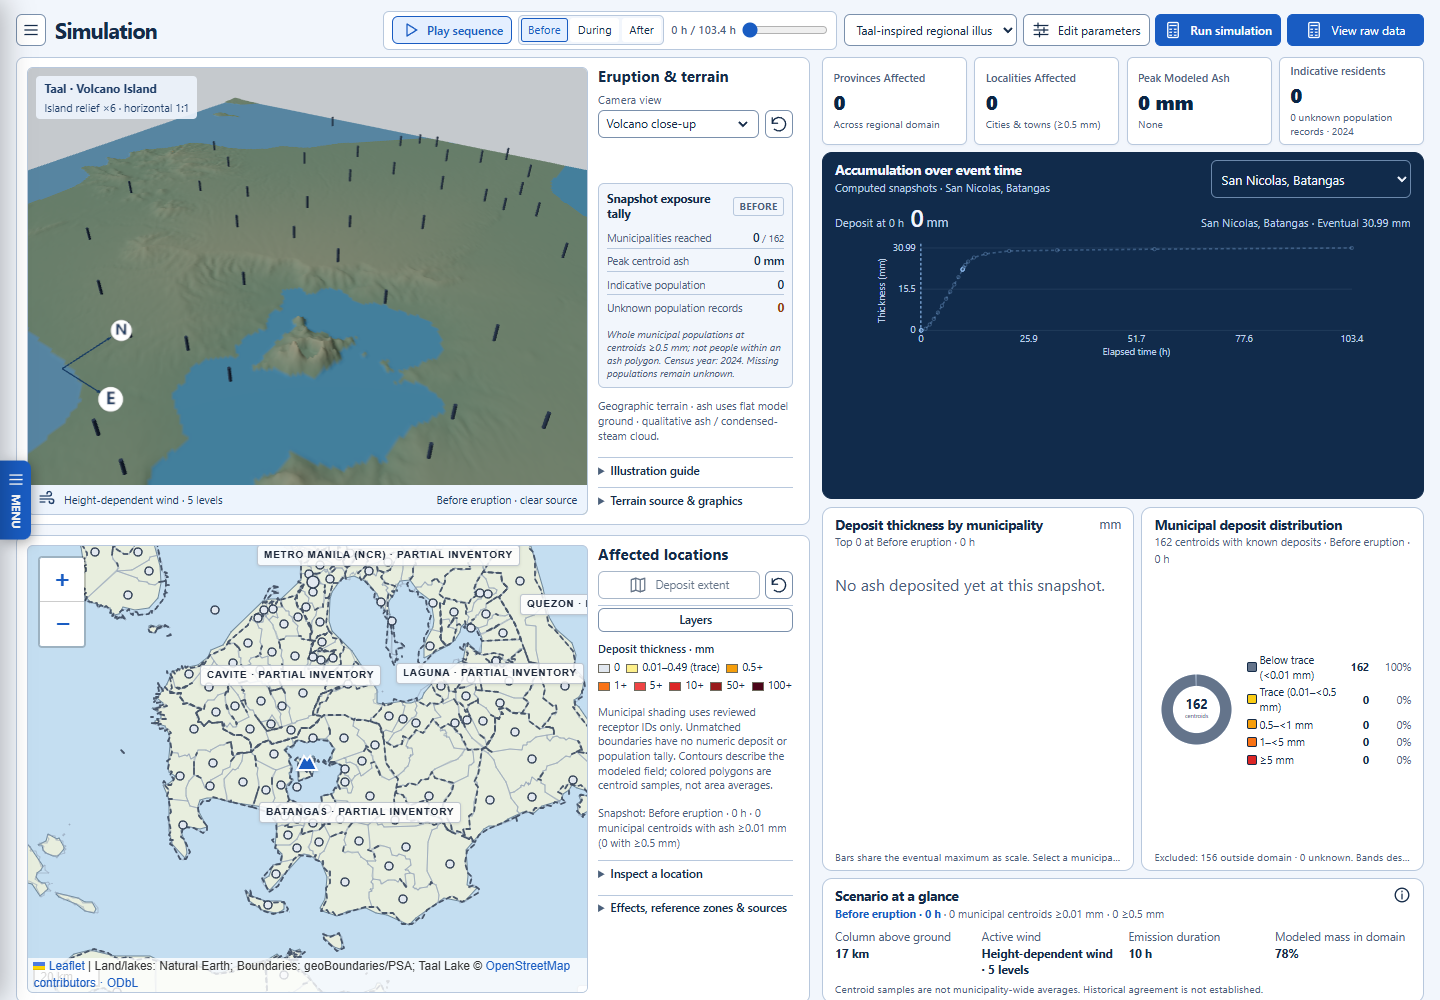 Simulation
Play sequence
Before
During
After
0 h / 103.4 h
Taal-inspired regional illus
Edit parameters
Run simulation
View raw data
Taal · Volcano Island
Island relief ×6 · horizontal 1:1
N
E
Height-dependent wind · 5 levels
Before eruption · clear source
MENU
Eruption & terrain
Camera view
Volcano close-up
Snapshot exposure
tally
BEFORE
Municipalities reached 0 / 162
Peak centroid ash 0 mm
Indicative population 0
Unknown population records 0
Whole municipal populations at
centroids ≥0.5 mm; not people within an
ash polygon. Census year: 2024. Missing
populations remain unknown.
Geographic terrain · ash uses flat model
ground · qualitative ash / condensed-
steam cloud.
Illustration guide
Terrain source & graphics
Provinces Affected
0
Across regional domain
Localities Affected
0
Cities & towns (≥0.5 mm)
Peak Modeled Ash
0 mm
None
Indicative residents
0
0 unknown population
records · 2024
Accumulation over event time
Computed snapshots · San Nicolas, Batangas
San Nicolas, Batangas
Deposit at 0 h 0 mm
San Nicolas, Batangas · Eventual 30.99 mm
30.99
15.5
0
Thickness (mm)
0
25.9
51.7
77.6
103.4
Elapsed time (h)
METRO MANILA (NCR) · PARTIAL INVENTORY
QUEZON ·
CAVITE · PARTIAL INVENTORY
LAGUNA · PARTIAL INVENTORY
BATANGAS · PARTIAL INVENTORY
+
−
20 km
Leaflet | Land/lakes: Natural Earth; Boundaries: geoBoundaries/PSA; Taal Lake © OpenStreetMap
contributors · ODbL
Affected locations
Deposit extent
Layers
Deposit thickness · mm
0
0.01–0.49 (trace)
0.5+
1+
5+
10+
50+
100+
Municipal shading uses reviewed
receptor IDs only. Unmatched
boundaries have no numeric deposit or
population tally. Contours describe the
modeled field; colored polygons are
centroid samples, not area averages.
Snapshot: Before eruption · 0 h · 0
municipal centroids with ash ≥0.01 mm
(0 with ≥0.5 mm)
Inspect a location
Effects, reference zones & sources
Deposit thickness by municipality
mm
Top 0 at Before eruption · 0 h
No ash deposited yet at this snapshot.
Bars share the eventual maximum as scale. Select a municipa...
Municipal deposit distribution
162 centroids with known deposits · Before eruption ·
0 h
162
centroids
Below trace
(<0.01 mm)
162
100%
Trace (0.01–<0.5
mm)
0
0%
0.5–<1 mm 0 0%
1–<5 mm 0 0%
≥5 mm 0 0%
Excluded: 156 outside domain · 0 unknown. Bands des...
Scenario at a glance
Before eruption · 0 h · 0 municipal centroids ≥0.01 mm · 0 ≥0.5 mm
Column above ground
17 km
Active wind
Height-dependent wind
· 5 levels
Emission duration
10 h
Modeled mass in domain
78%
Centroid samples are not municipality-wide averages. Historical agreement is not established.